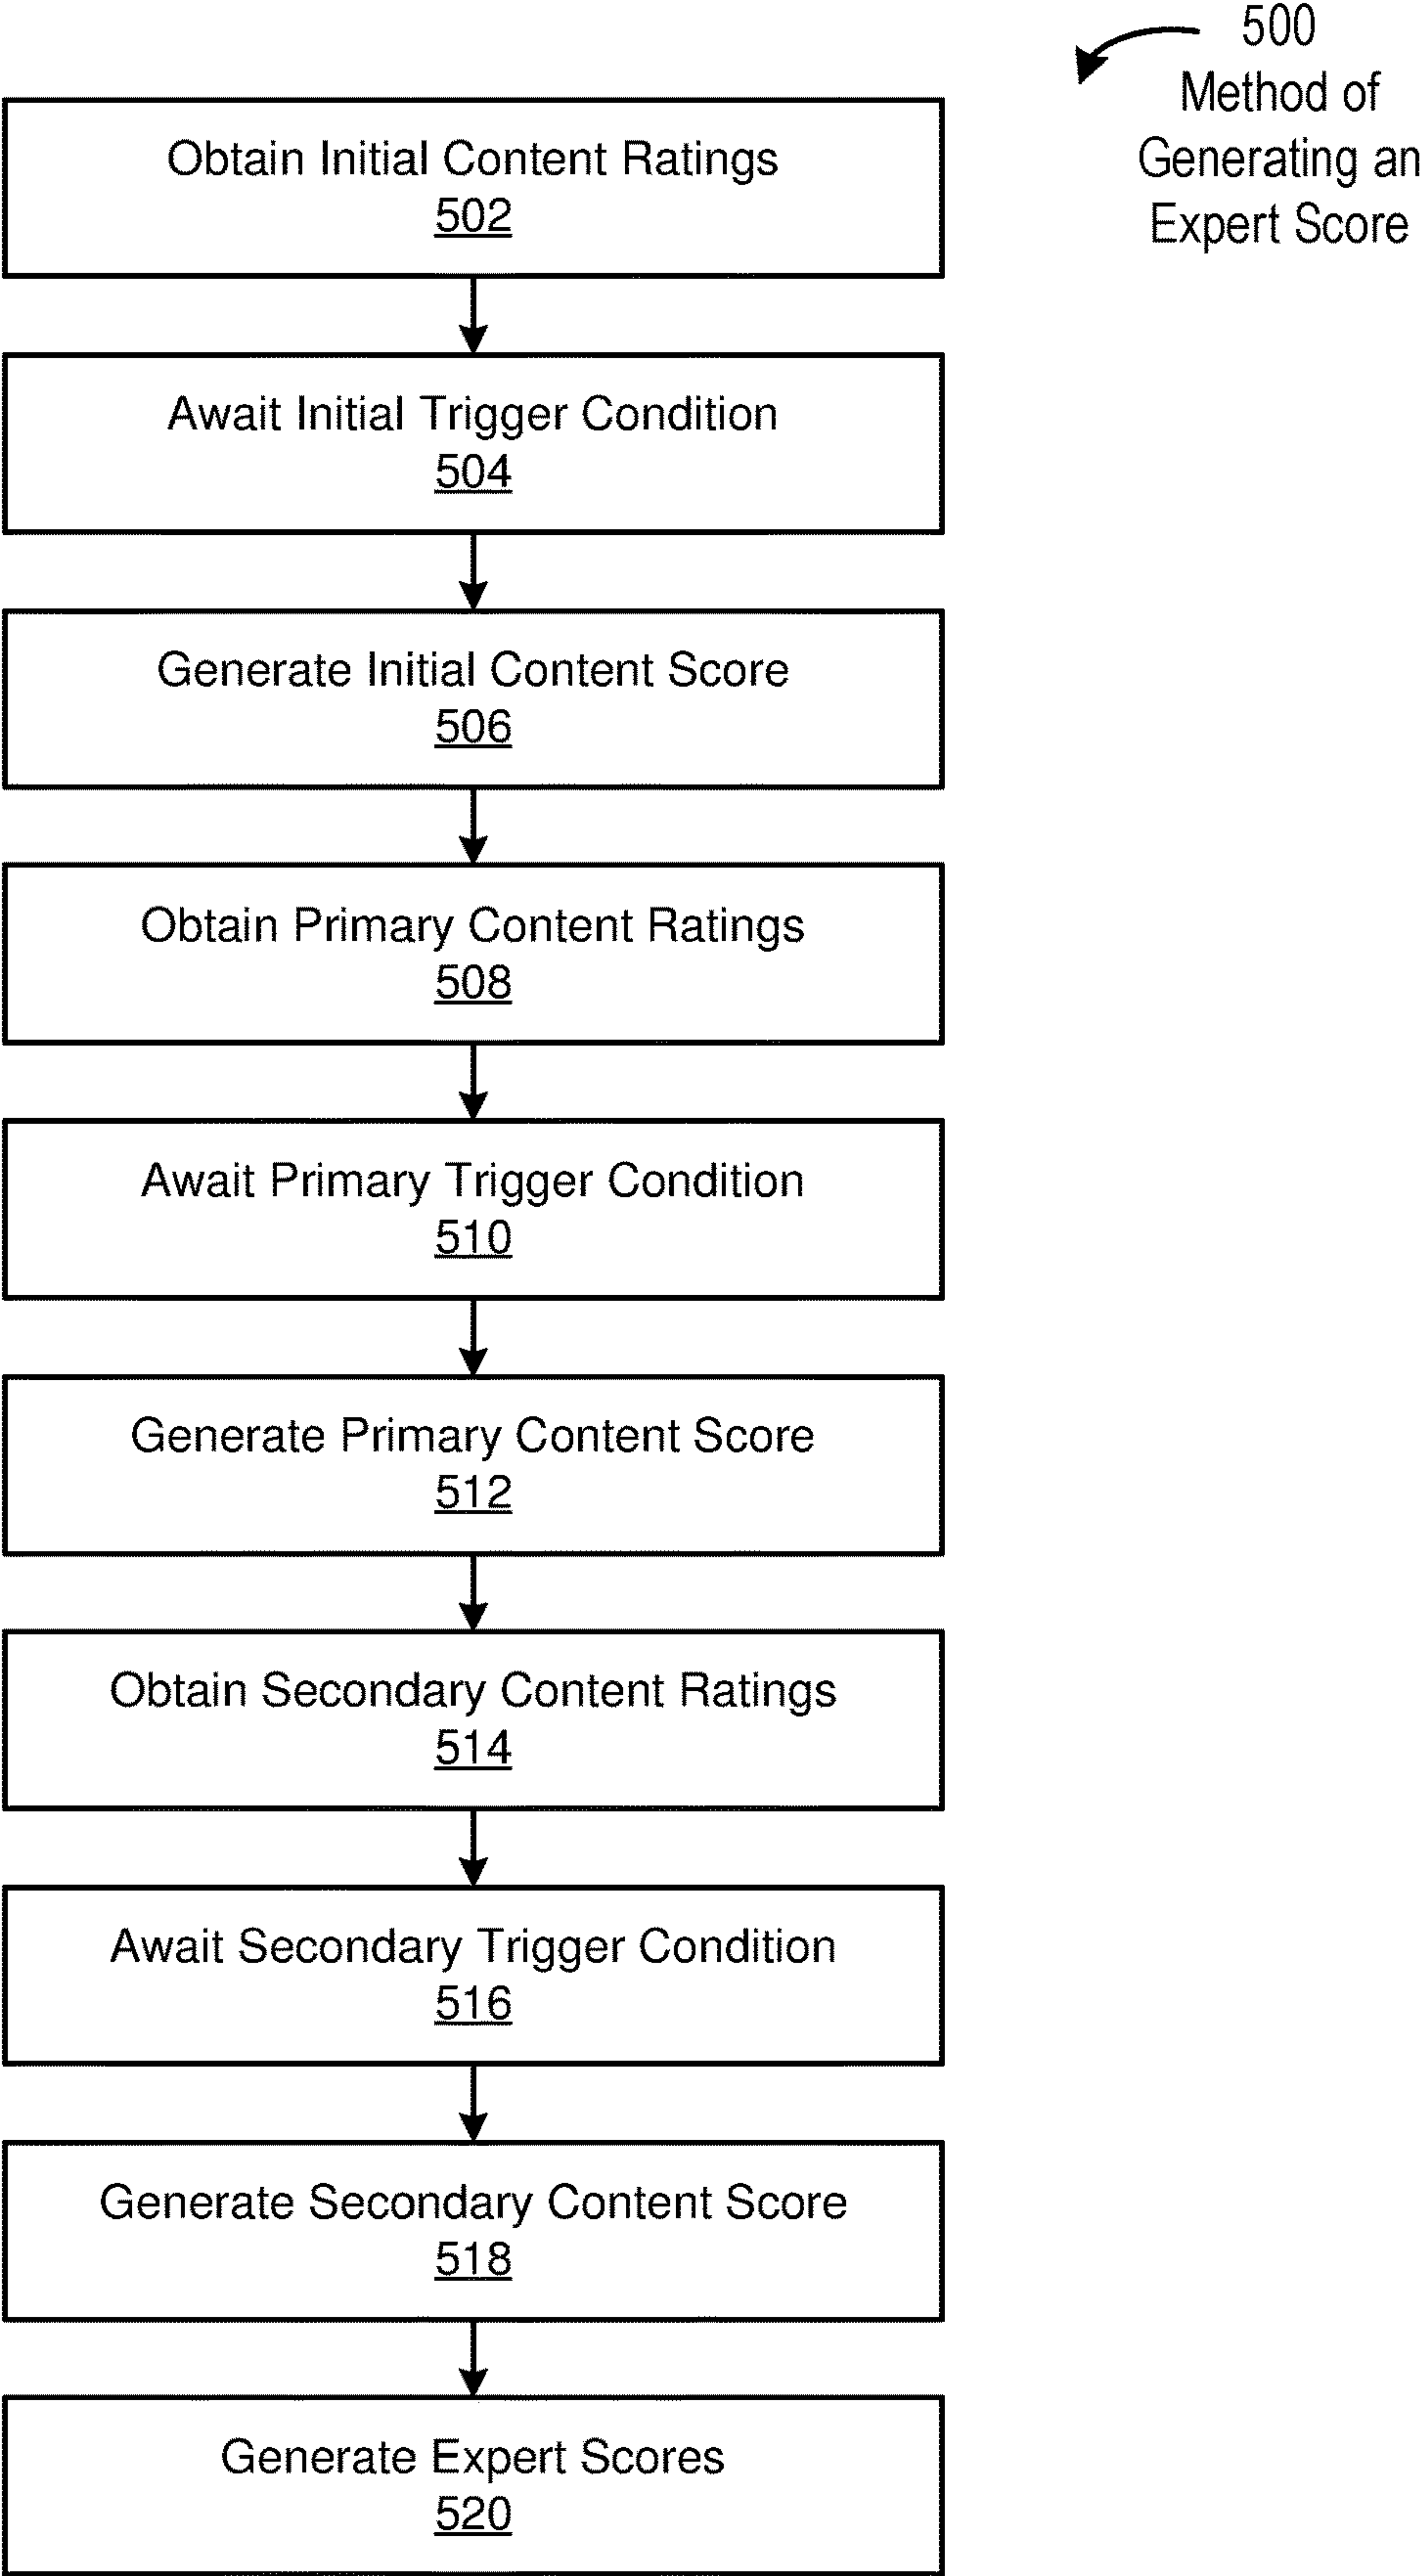 500
Method of
Generating an
Expert Score
Obtain Initial Content Ratings
502
Await Initial Trigger Condition
504
Generate Initial Content Score
506
Obtain Primary Content Ratings
508
Await Primary Trigger Condition
510
Generate Primary Content Score
512
Obtain Secondary Content Ratings
514
Await Secondary Trigger Condition
516
Generate Secondary Content Score
518
Generate Expert Scores
520